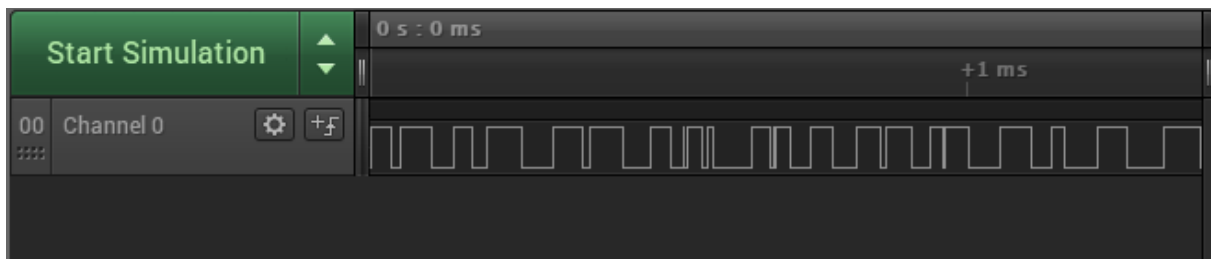 Start Simulation
0 s : 0 ms
+1 ms
00 Channel 0